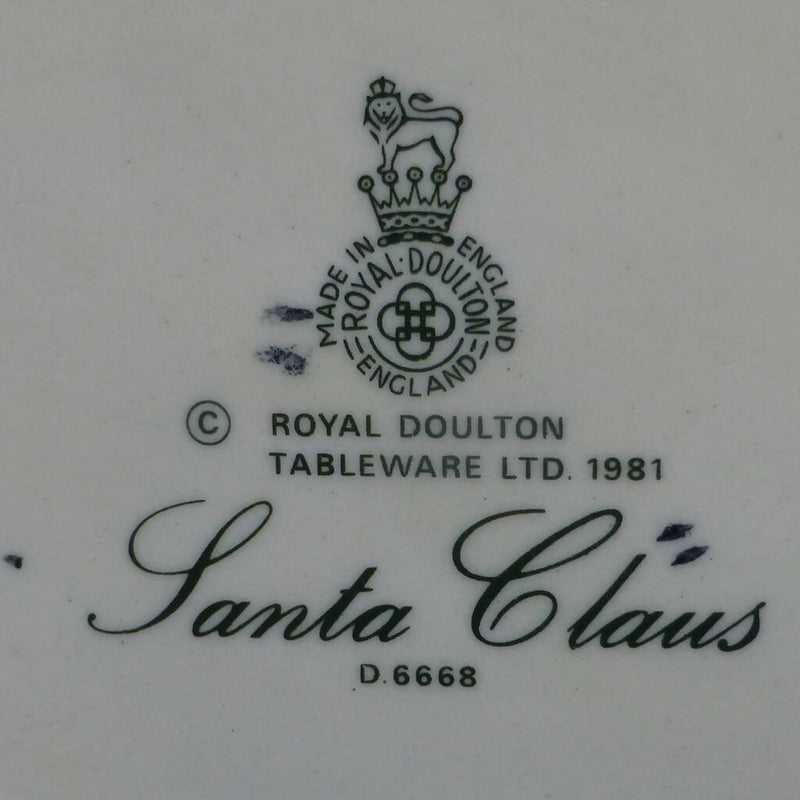 MADE IN ENGLAND
ROYAL·DOULTON
ENGLAND
© ROYAL DOULTON
TABLEWARE LTD. 1981
Santa Claus
D.6668